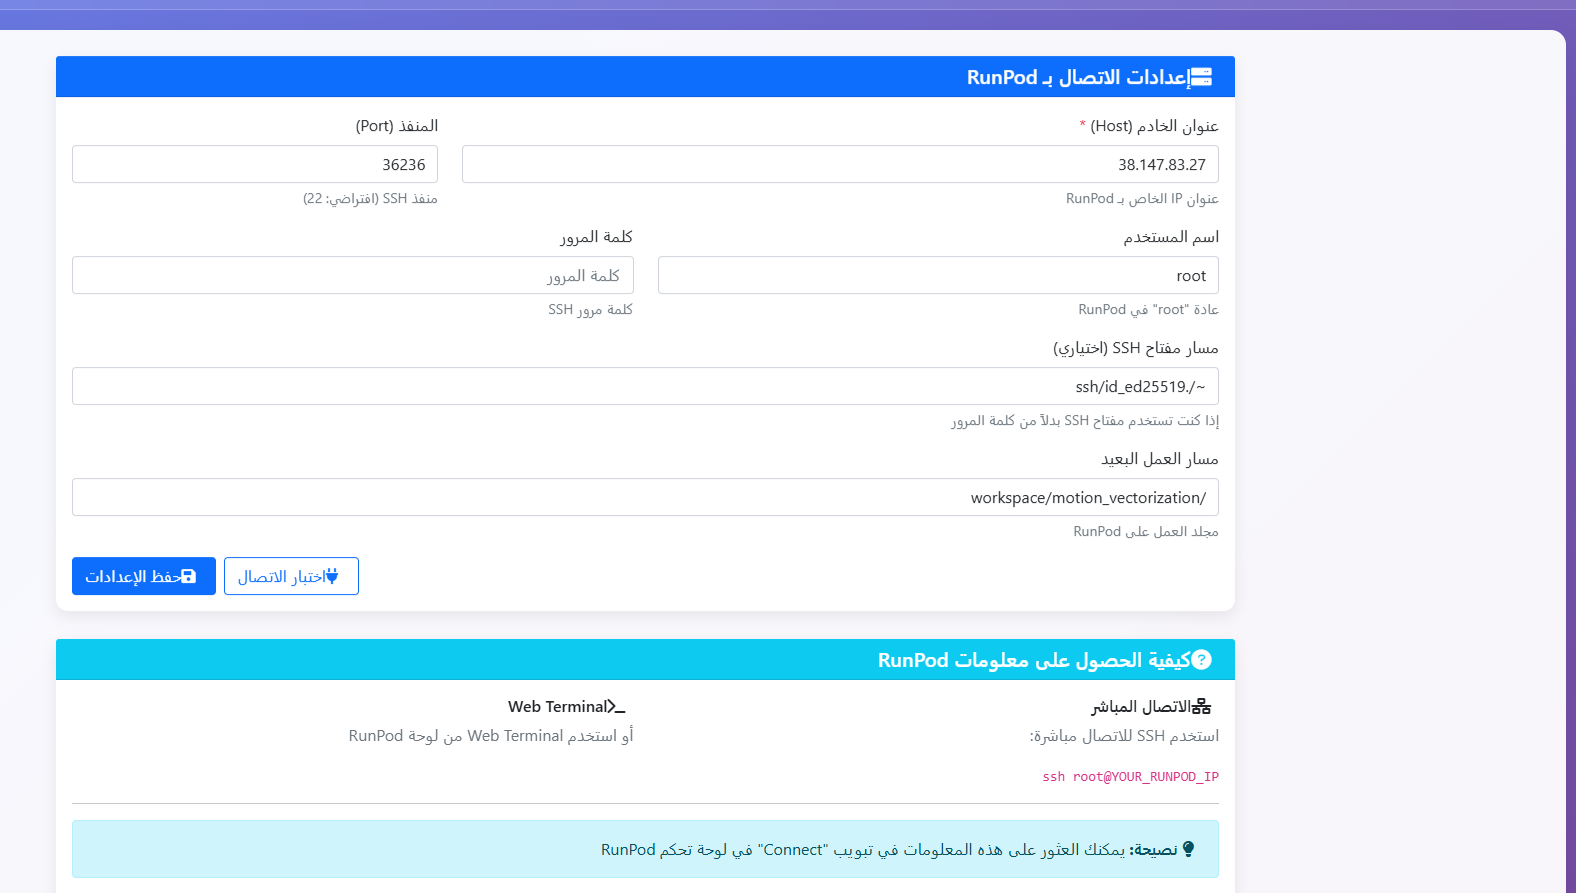 إعدادات الاتصال بـ RunPod
عنوان الخادم (Host) *
المنفذ (Port)
38.147.83.27
36236
عنوان IP الخاص بـ RunPod
منفذ SSH (افتراضي: 22)
اسم المستخدم
كلمة المرور
root
كلمة المرور
عادة "root" في RunPod
كلمة مرور SSH
مسار مفتاح SSH (اختياري)
ssh/id_ed25519./~
إذا كنت تستخدم مفتاح SSH بدلاً من كلمة المرور
مسار العمل البعيد
workspace/motion_vectorization/
مجلد العمل على RunPod
اختبار الاتصال
حفظ الإعدادات
كيفية الحصول على معلومات RunPod
الاتصال المباشر
Web Terminal
استخدم SSH للاتصال مباشرة:
أو استخدم Web Terminal من لوحة RunPod
ssh root@YOUR_RUNPOD_IP
نصيحة: يمكنك العثور على هذه المعلومات في تبويب "Connect" في لوحة تحكم RunPod